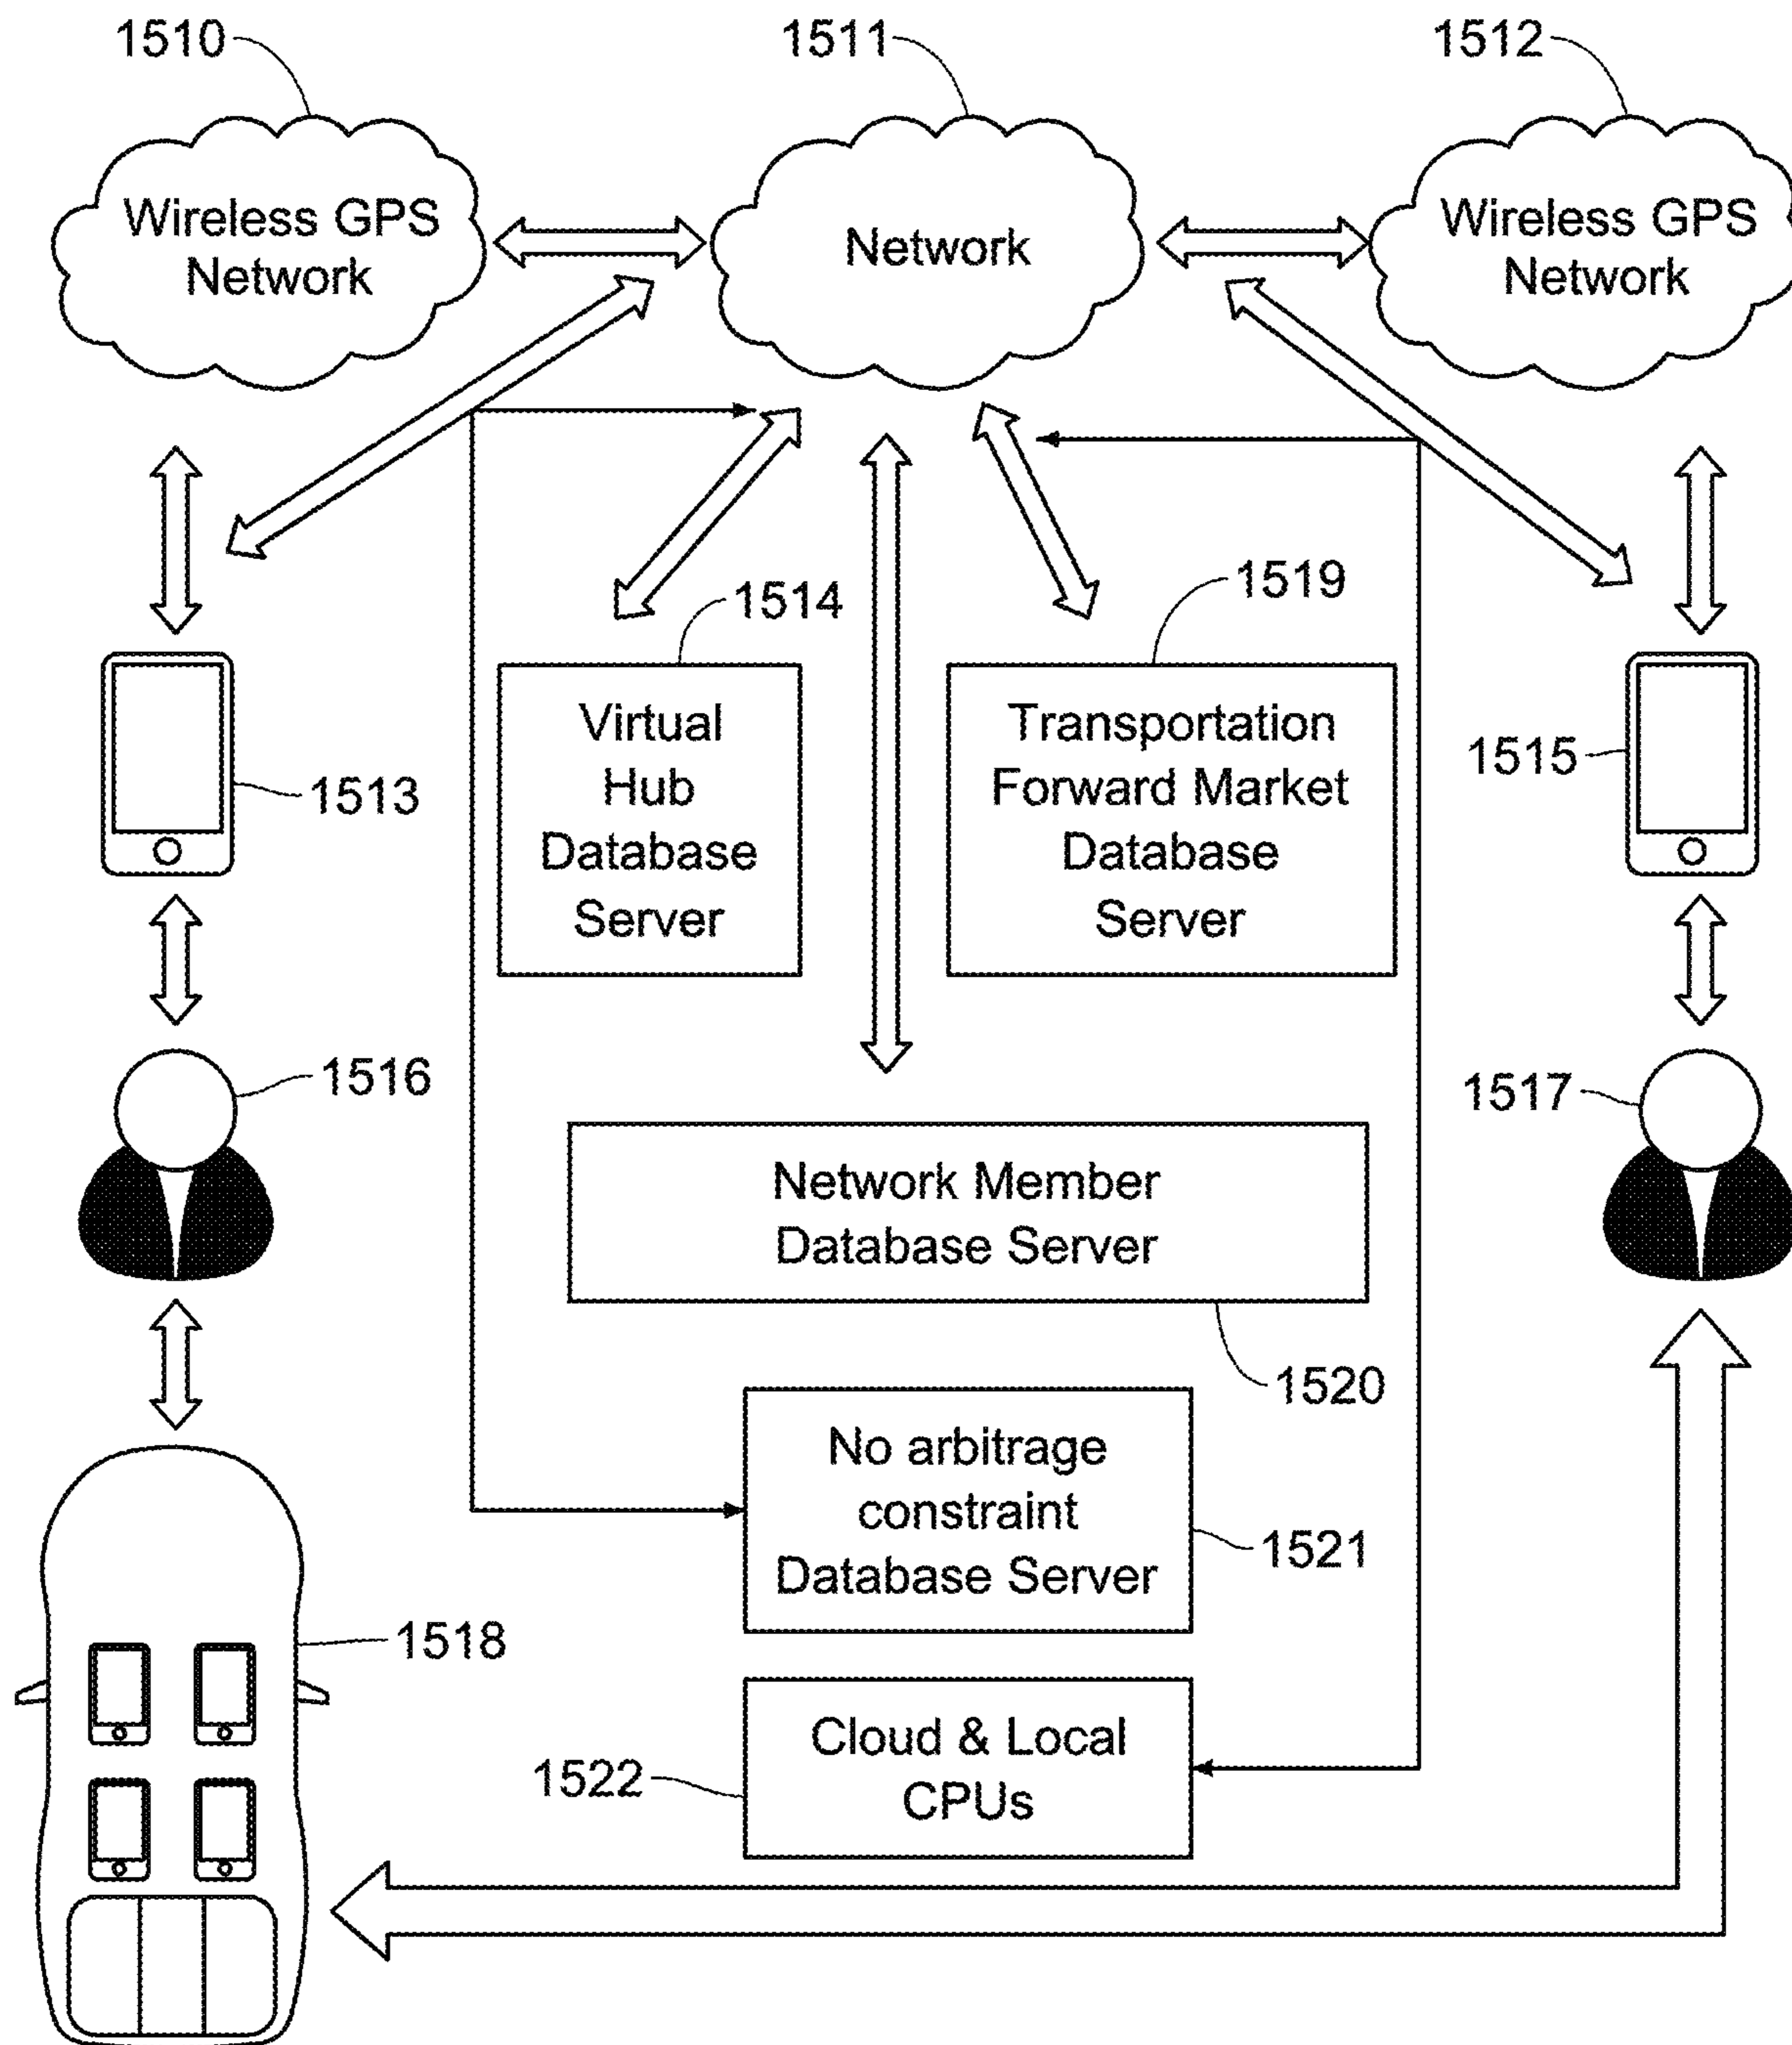 1510
1511
1512
Wireless GPS
Network
Network
Wireless GPS
Network
1514
1519
Virtual
Hub
Database
Server
Transportation
Forward Market
Database
Server
1513
1515
1516
1517
Network Member
Database Server
1520
No arbitrage
constraint
Database Server
1521
1518
Cloud & Local
CPUs
1522